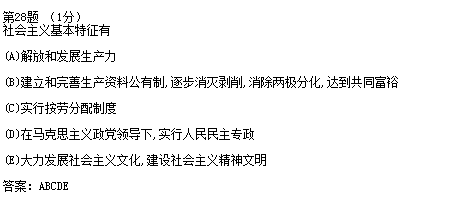 第28题 （1分）
社会主义基本特征有
(A)解放和发展生产力
(B)建立和完善生产资料公有制,逐步消灭剥削,消除两极分化,达到共同富裕
(C)实行按劳分配制度
(D)在马克思主义政党领导下,实行人民民主专政
(E)大力发展社会主义文化,建设社会主义精神文明
答案: ABCDE